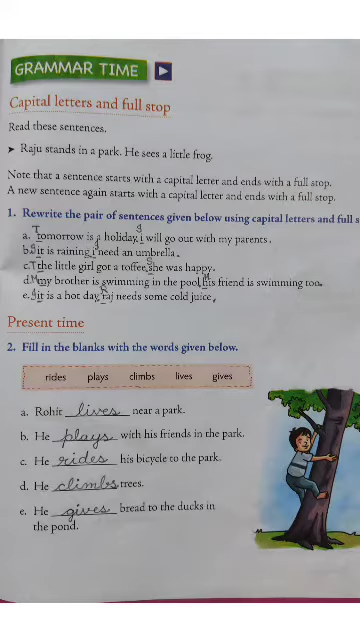 GRAMMAR TIME
Capital letters and full stop
Read these sentences.
➤ Raju stands in a park. He sees a little frog.
Note that a sentence starts with a capital letter and ends with a full stop.
A new sentence again starts with a capital letter and ends with a full stop.
1. Rewrite the pair of sentences given below using capital letters and full s
T I
a. tomorrow is a holiday. i will go out with my parents.
b. it is raining. i need an umbrella.
c. T the little girl got a toffee. S she was happy.
d. M my brother is swimming in the pool. H his friend is swimming too.
e. it is a hot day. R raj needs some cold juice.
Present time
2. Fill in the blanks with the words given below.
rides plays climbs lives gives
a. Rohit lives near a park.
b. He plays with his friends in the park.
c. He rides his bicycle to the park.
d. He climbs trees.
e. He gives bread to the ducks in
the pond.